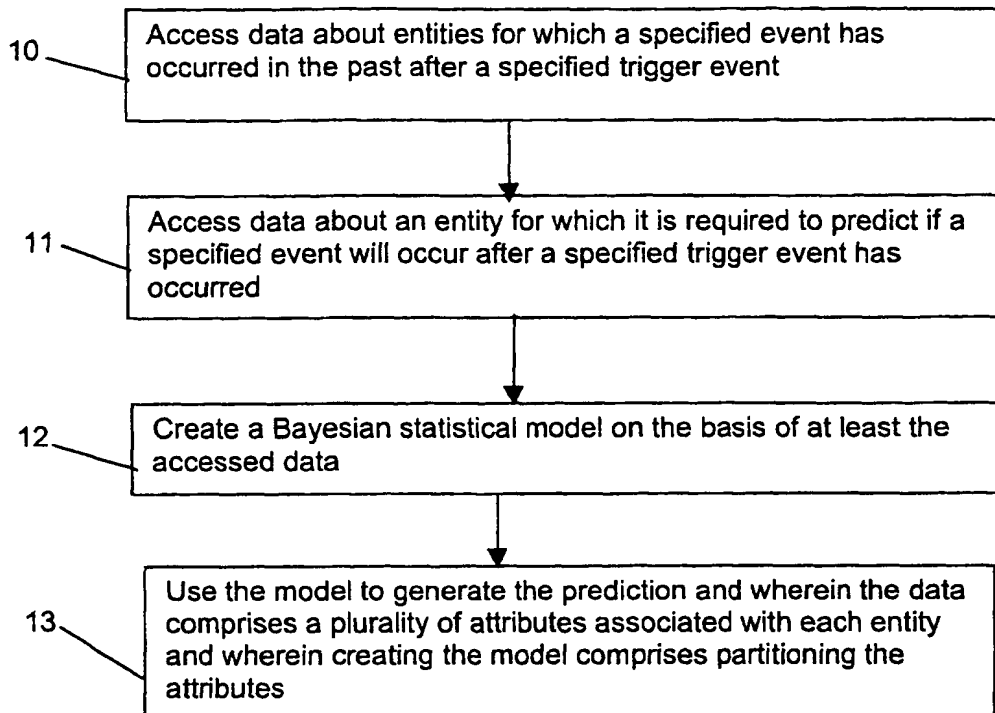 10
Access data about entities for which a specified event has
occurred in the past after a specified trigger event
11
Access data about an entity for which it is required to predict if a
specified event will occur after a specified trigger event has
occurred
12
Create a Bayesian statistical model on the basis of at least the
accessed data
13
Use the model to generate the prediction and wherein the data
comprises a plurality of attributes associated with each entity
and wherein creating the model comprises partitioning the
attributes